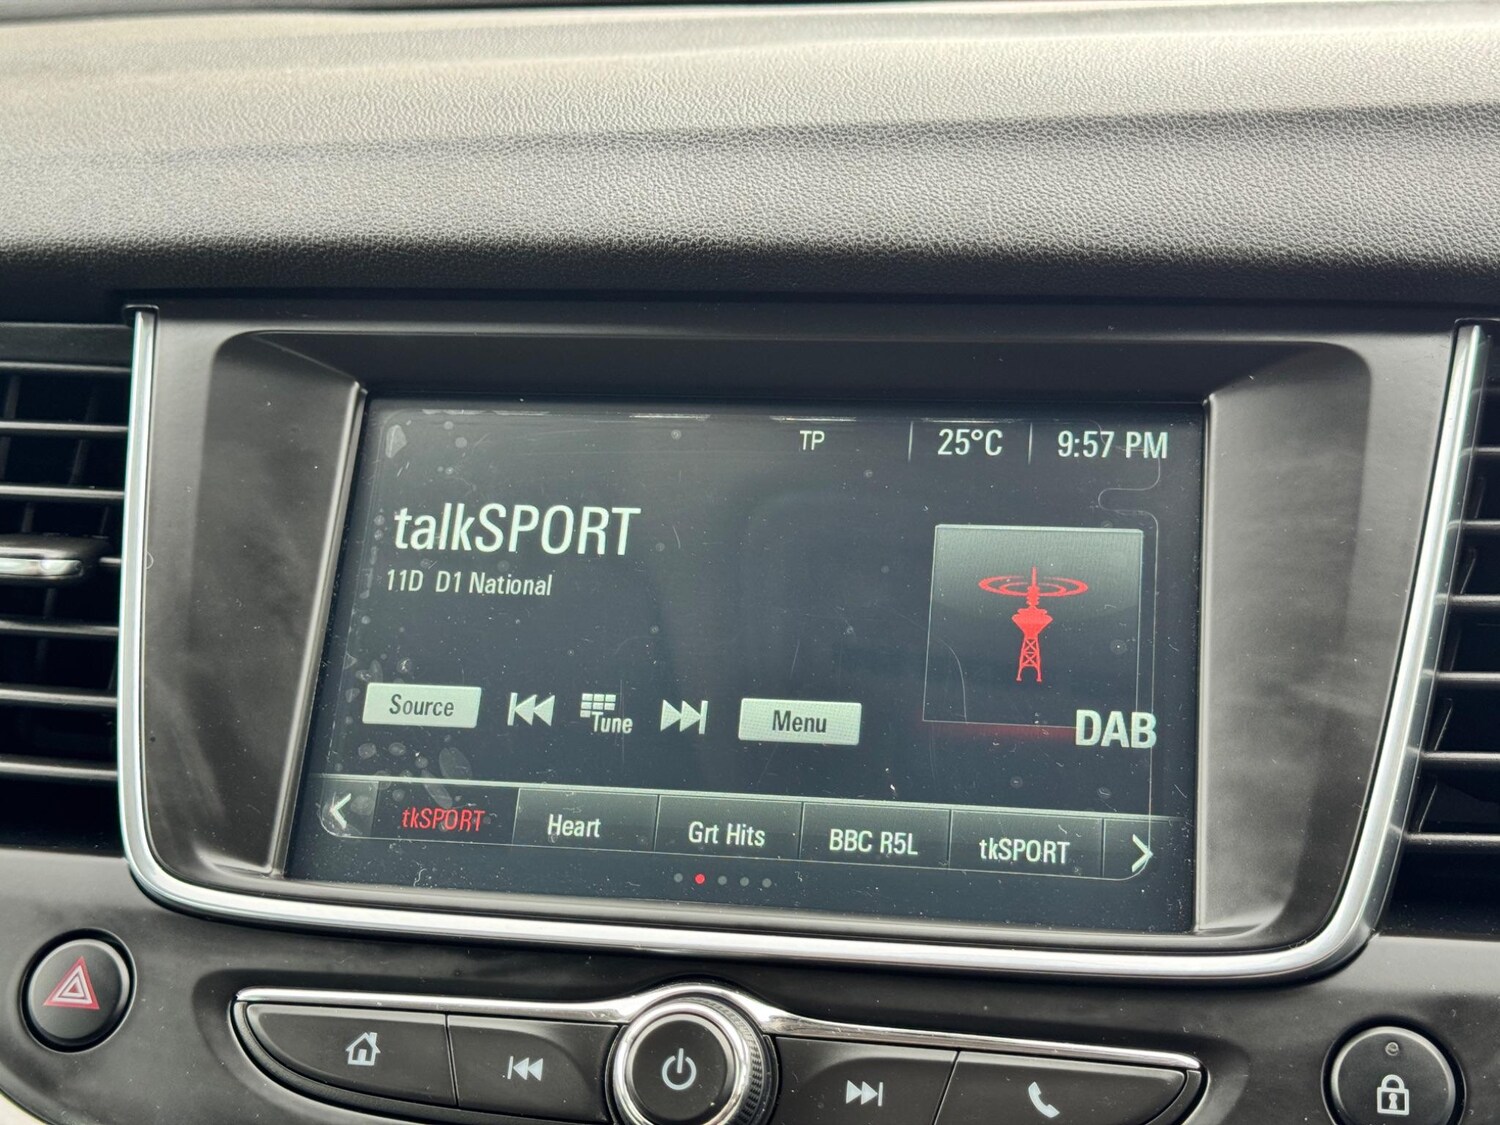 TP 25°C 9:57 PM
talkSPORT
11D D1 National
Source Tune Menu
DAB
tkSPORT Heart Grt Hits BBC R5L tkSPORT